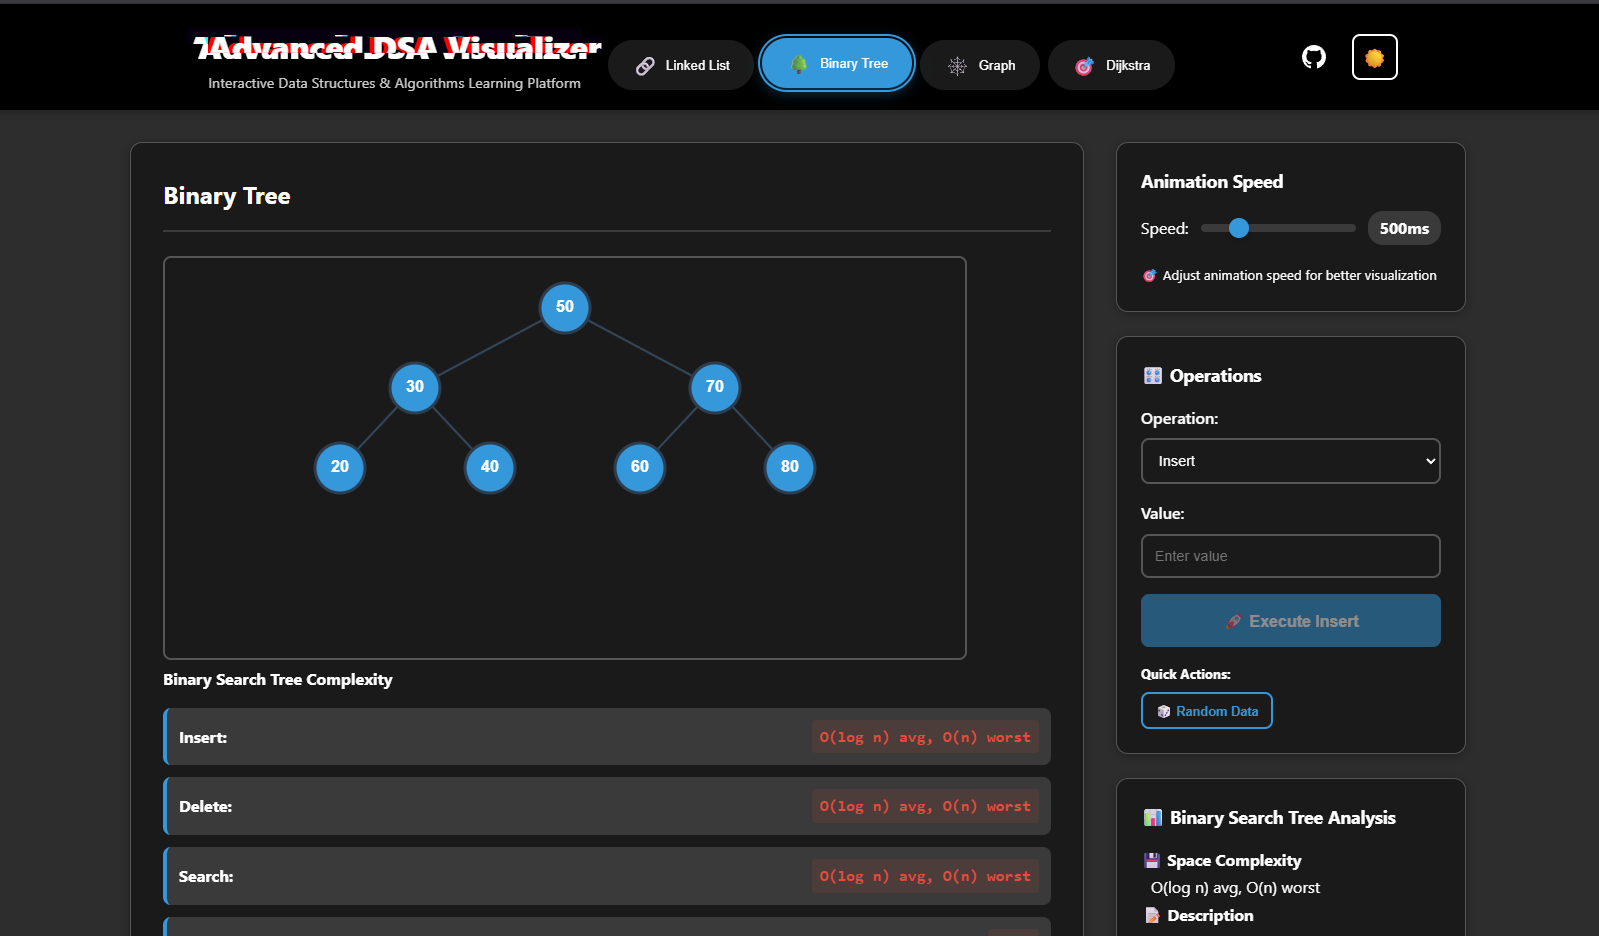 Advanced DSA Visualizer
Interactive Data Structures & Algorithms Learning Platform
Linked List
Binary Tree
Graph
Dijkstra
Binary Tree
50
30
70
20
40
60
80
Binary Search Tree Complexity
Insert:
O(log n) avg, O(n) worst
Delete:
O(log n) avg, O(n) worst
Search:
O(log n) avg, O(n) worst
Animation Speed
Speed:
500ms
Adjust animation speed for better visualization
Operations
Operation:
Insert
Value:
Enter value
Execute Insert
Quick Actions:
Random Data
Binary Search Tree Analysis
Space Complexity
O(log n) avg, O(n) worst
Description